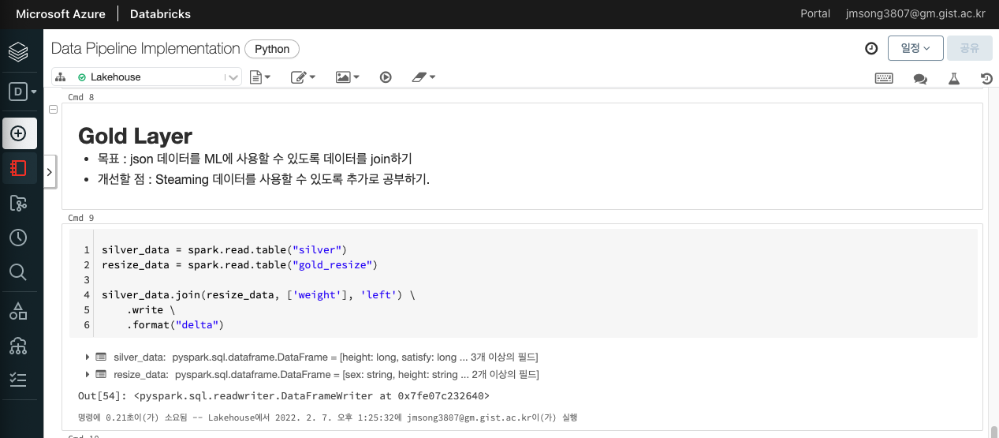 Microsoft Azure Databricks Portal jmsong3807@gm.gist.ac.kr
Data Pipeline Implementation Python 일정 공유
Lakehouse
D
Cmd 8
Gold Layer
목표 : json 데이터를 ML에 사용할 수 있도록 데이터를 join하기
개선할 점 : Steaming 데이터를 사용할 수 있도록 추가로 공부하기.
Cmd 9
1 silver_data = spark.read.table("silver")
2 resize_data = spark.read.table("gold_resize")
3
4 silver_data.join(resize_data, ['weight'], 'left') \
5 .write \
6 .format("delta")
silver_data: pyspark.sql.dataframe.DataFrame = [height: long, satisfy: long ... 3개 이상의 필드]
resize_data: pyspark.sql.dataframe.DataFrame = [sex: string, height: string ... 2개 이상의 필드]
Out[54]: <pyspark.sql.readwriter.DataFrameWriter at 0x7fe07c232640>
명령에 0.21초이(가) 소요됨 -- Lakehouse에서 2022. 2. 7. 오후 1:25:32에 jmsong3807@gm.gist.ac.kr이(가) 실행
Cmd 10